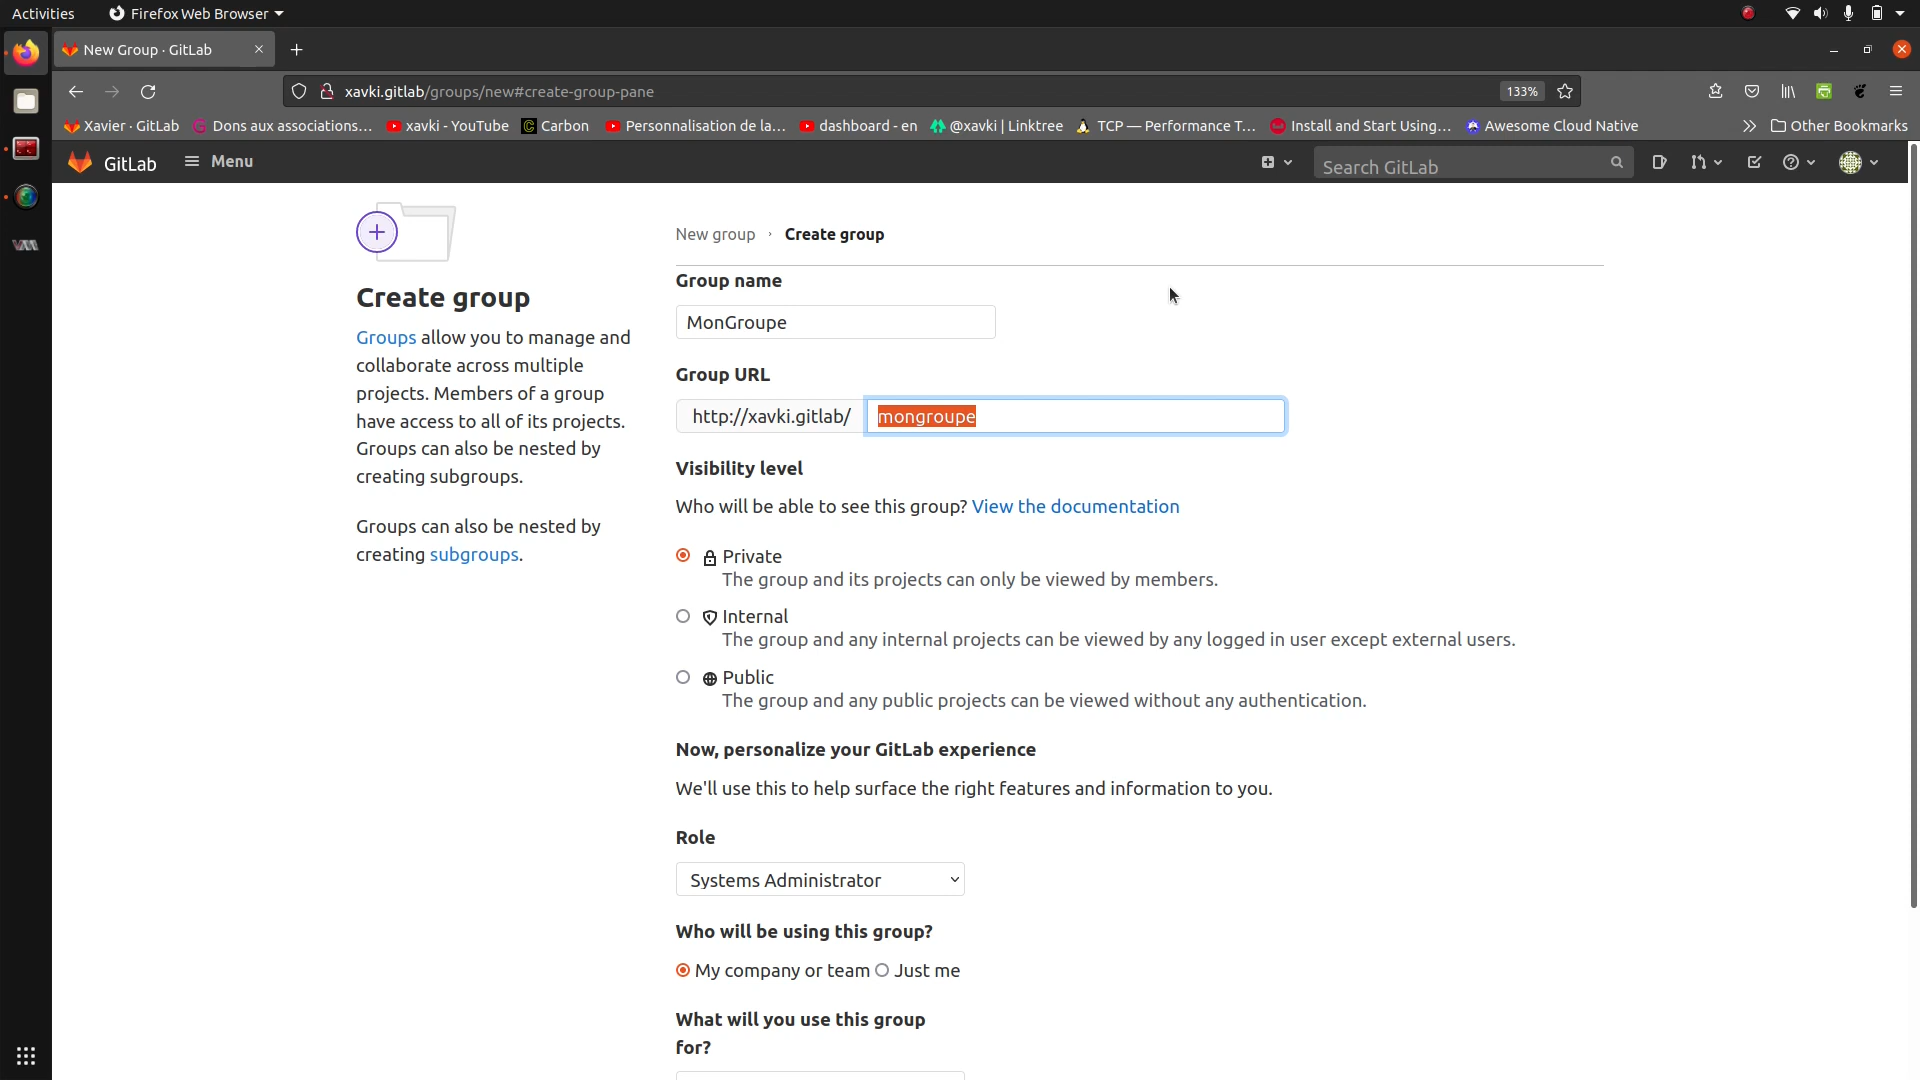 Activities
Firefox Web Browser
New Group · GitLab
xavki.gitlab/groups/new#create-group-pane
133%
Xavier · GitLab
Dons aux associations...
xavki - YouTube
Carbon
Personnalisation de la...
dashboard - en
@xavki | Linktree
TCP — Performance T...
Install and Start Using...
Awesome Cloud Native
Other Bookmarks
GitLab
Menu
Search GitLab
Create group
Groups allow you to manage and
collaborate across multiple
projects. Members of a group
have access to all of its projects.
Groups can also be nested by
creating subgroups.
Groups can also be nested by
creating subgroups.
New group › Create group
Group name
MonGroupe
Group URL
http://xavki.gitlab/ mongroupe
Visibility level
Who will be able to see this group? View the documentation
Private
The group and its projects can only be viewed by members.
Internal
The group and any internal projects can be viewed by any logged in user except external users.
Public
The group and any public projects can be viewed without any authentication.
Now, personalize your GitLab experience
We'll use this to help surface the right features and information to you.
Role
Systems Administrator
Who will be using this group?
My company or team Just me
What will you use this group
for?